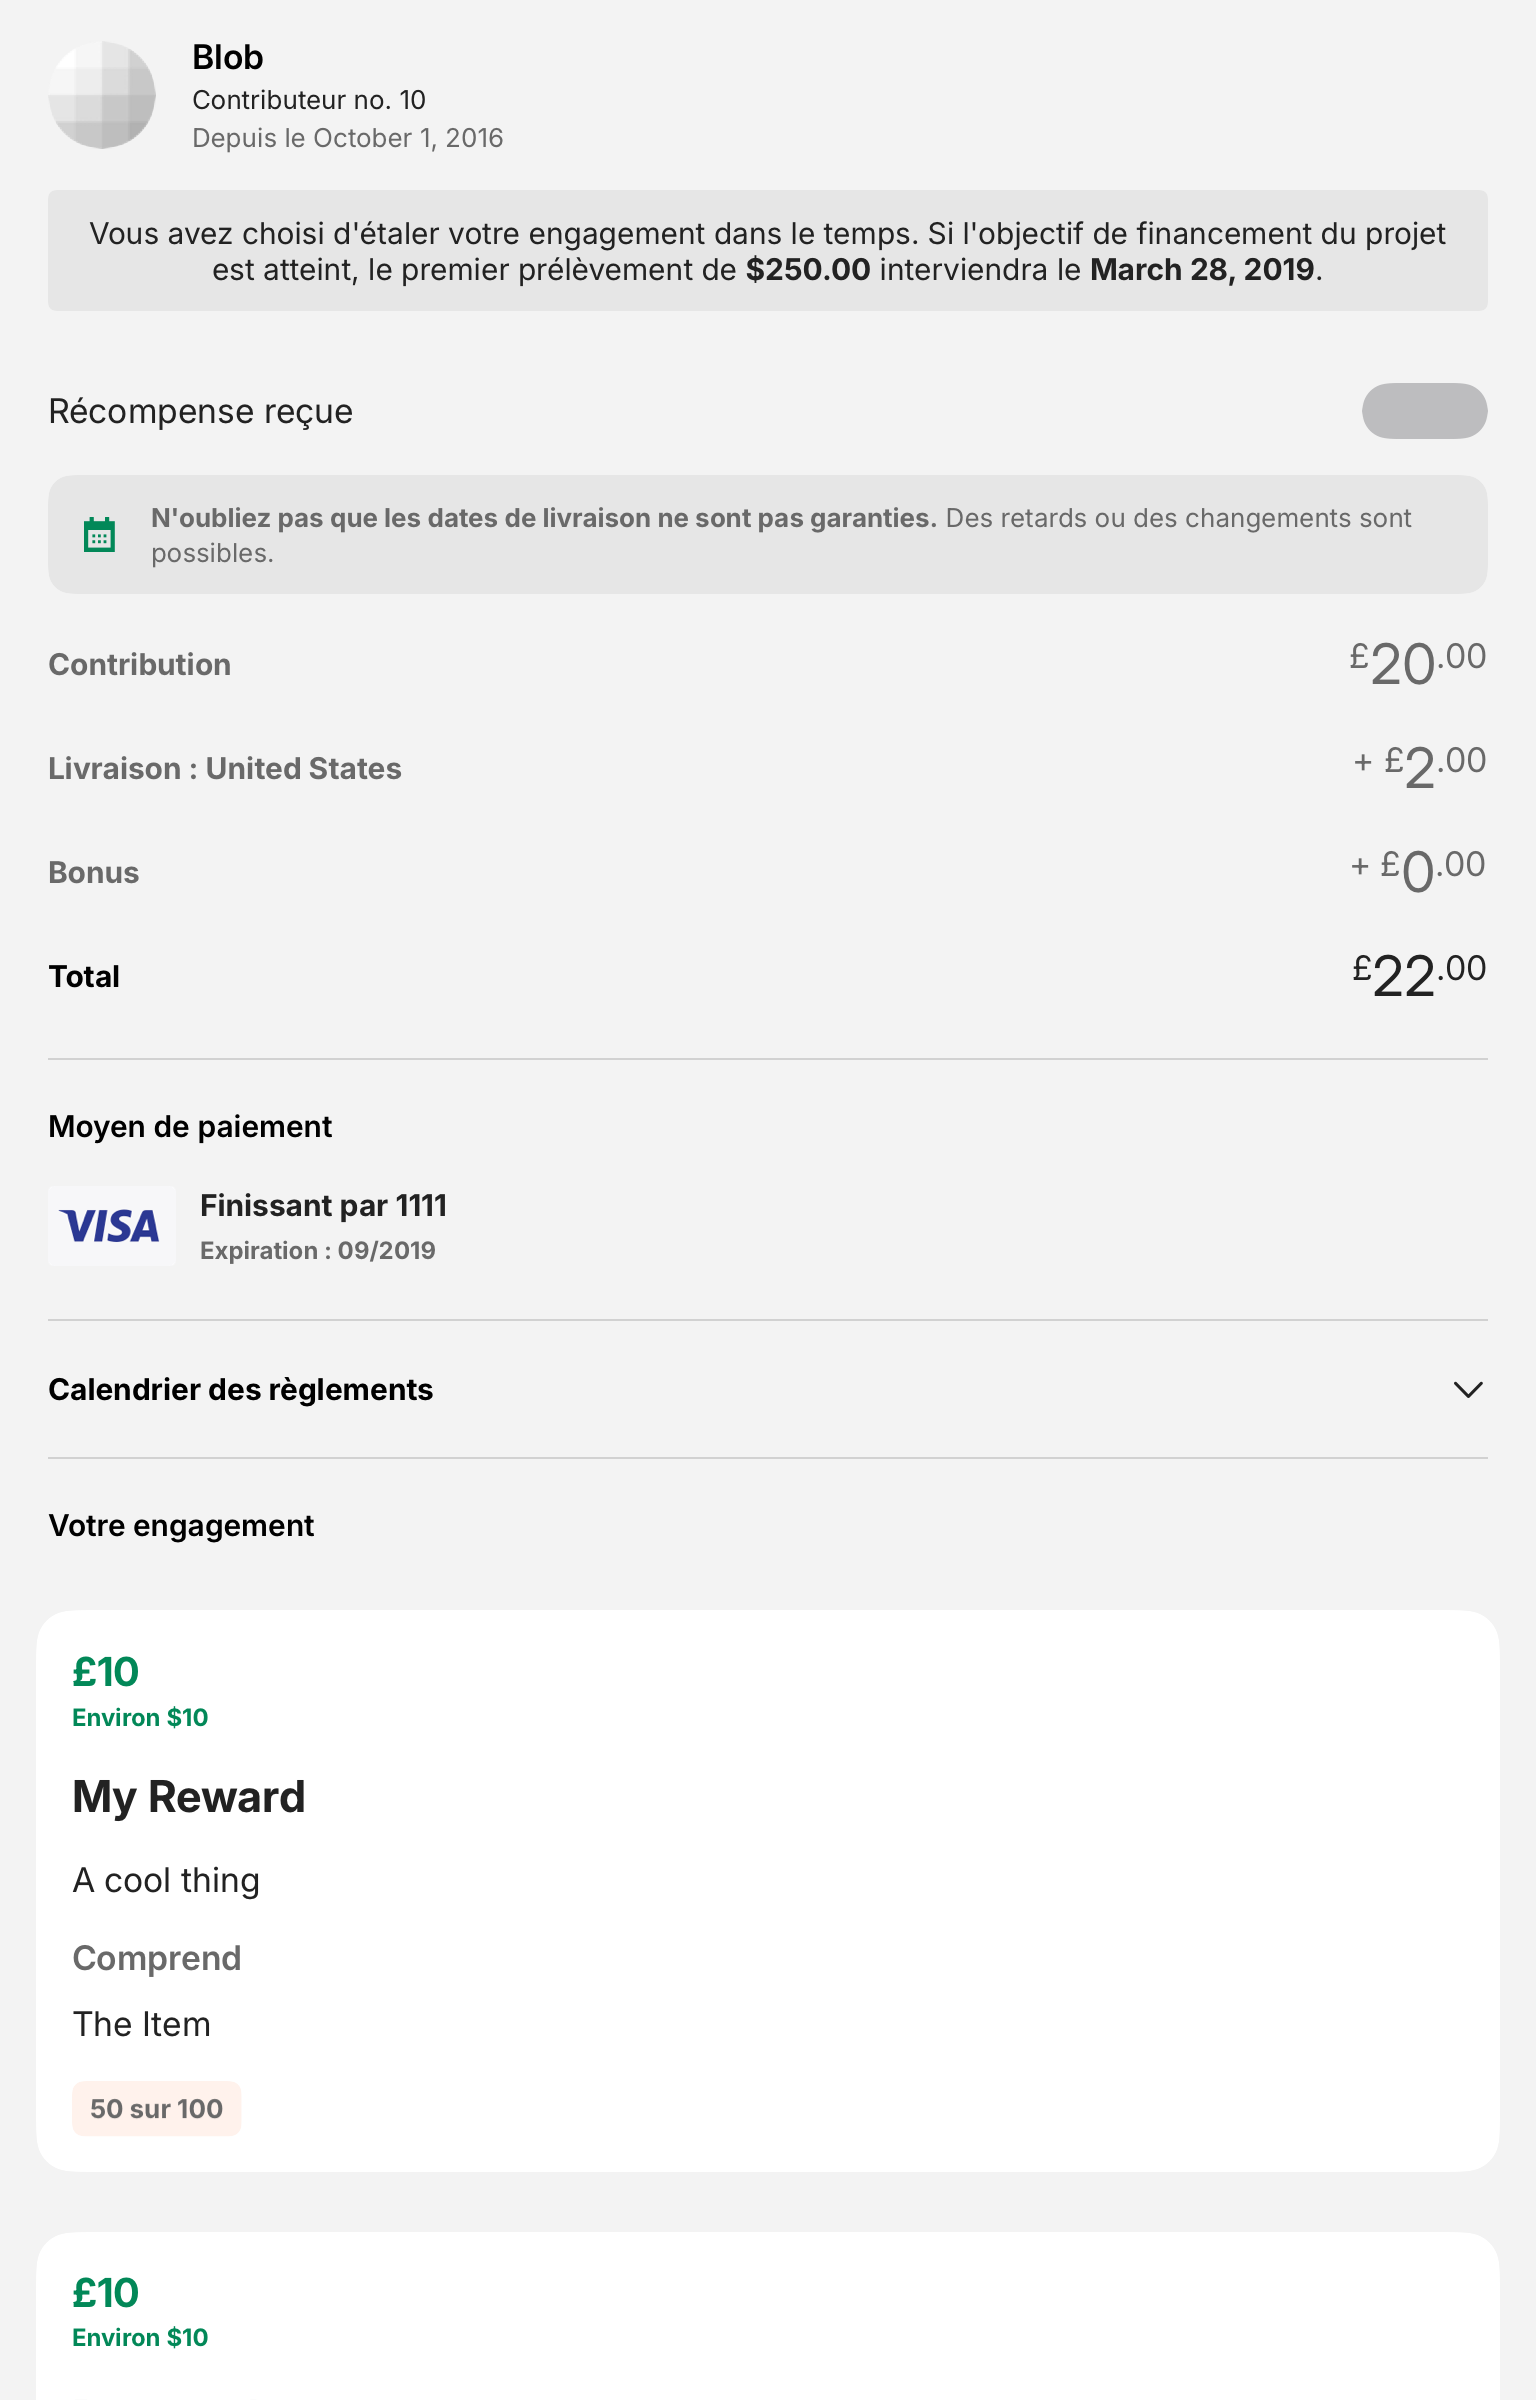 Blob
Contributeur no. 10
Depuis le October 1, 2016
Vous avez choisi d'étaler votre engagement dans le temps. Si l'objectif de financement du projet
est atteint, le premier prélèvement de $250.00 interviendra le March 28, 2019.
Récompense reçue
N'oubliez pas que les dates de livraison ne sont pas garanties. Des retards ou des changements sont
possibles.
Contribution £20.00
Livraison : United States + £2.00
Bonus + £0.00
Total £22.00
Moyen de paiement
VISA
Finissant par 1111
Expiration : 09/2019
Calendrier des règlements
Votre engagement
£10
Environ $10
My Reward
A cool thing
Comprend
The Item
50 sur 100
£10
Environ $10